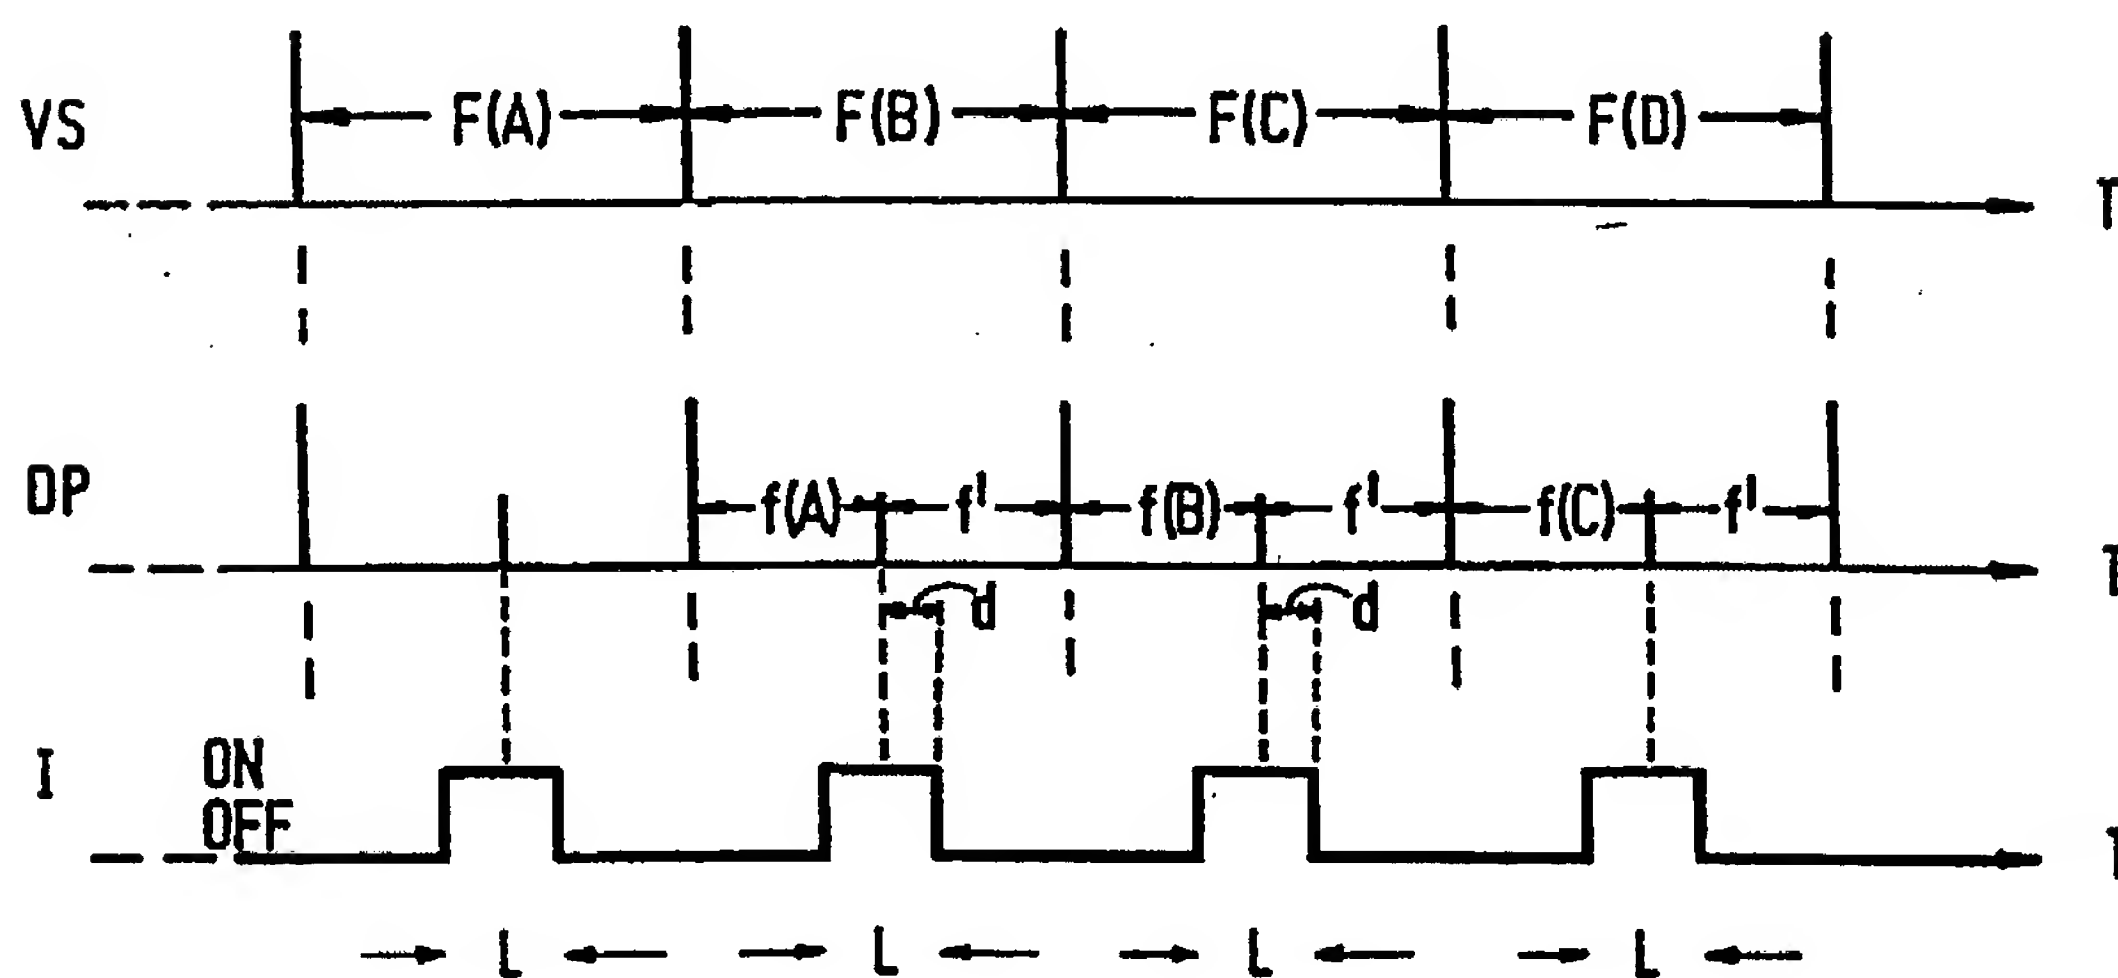 VS F(A) F(B) F(C) F(D)
T
DP f(A) f' f(B) f' f(C) f'
T
d d
I ON
OFF
T
L L L L